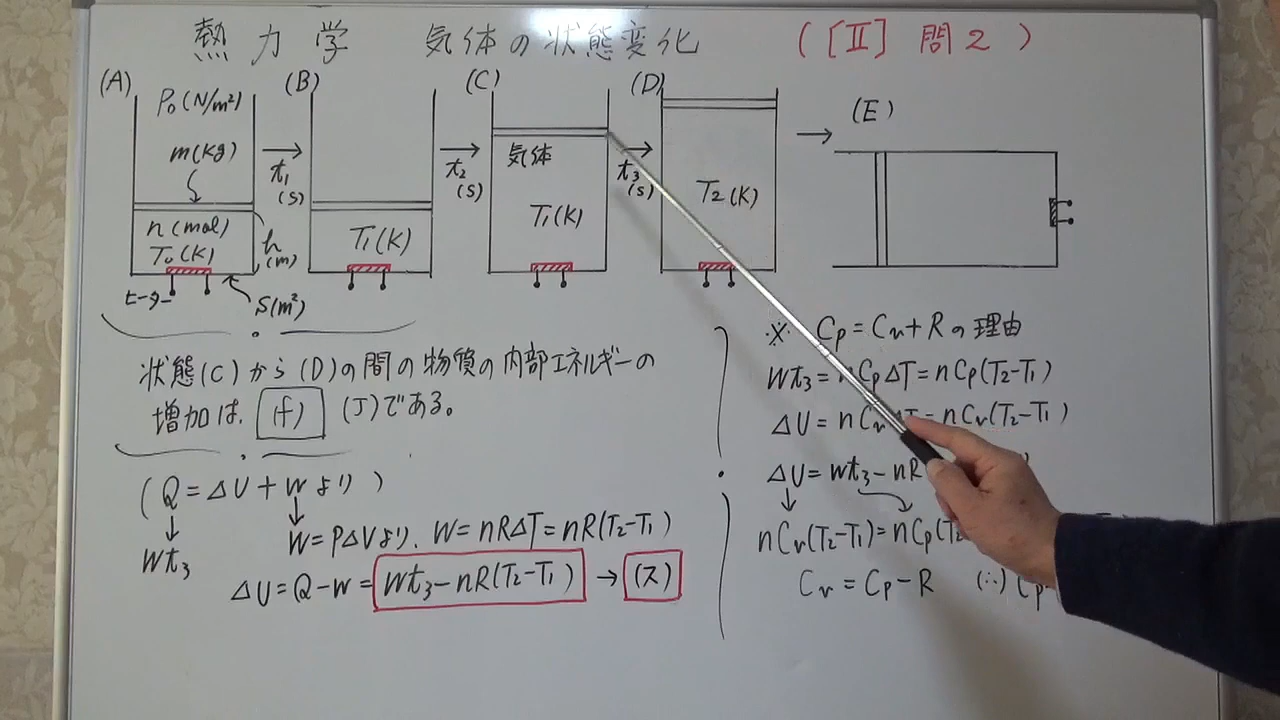 熱力学 気体の状態変化 ([II] 問2)
(A) (B) (C) (D) (E)
P₀(N/m²)
m(Kg)
n(mol)
T₀(K)
h
(m)
ヒーター
S(m²)
t₁
(s)
T₁(K)
t₂
(s)
気体
T₁(K)
t₃
(s)
T₂(K)
状態(C)から(D)の間の物質の内部エネルギーの
増加は、(f) (J)である。
(Q=ΔU+Wより)
Wt₃
W=PΔVより、W=nRΔT=nR(T₂-T₁)
ΔU=Q-W=Wt₃-nR(T₂-T₁) → (ス)
※ Cp=Cv+Rの理由
Wt₃=nCpΔT=nCp(T₂-T₁)
ΔU=nCvΔT=nCv(T₂-T₁)
ΔU=Wt₃-nR
nCv(T₂-T₁)=nCp(T₂
Cv=Cp-R (∴) Cp